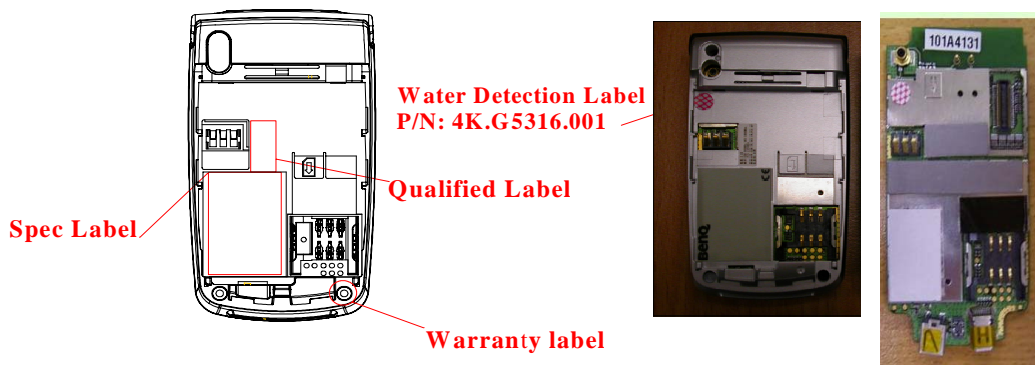 101A4131
Water Detection Label
P/N: 4K.G5316.001
Qualified Label
Spec Label
BenQ
CE
Warranty label